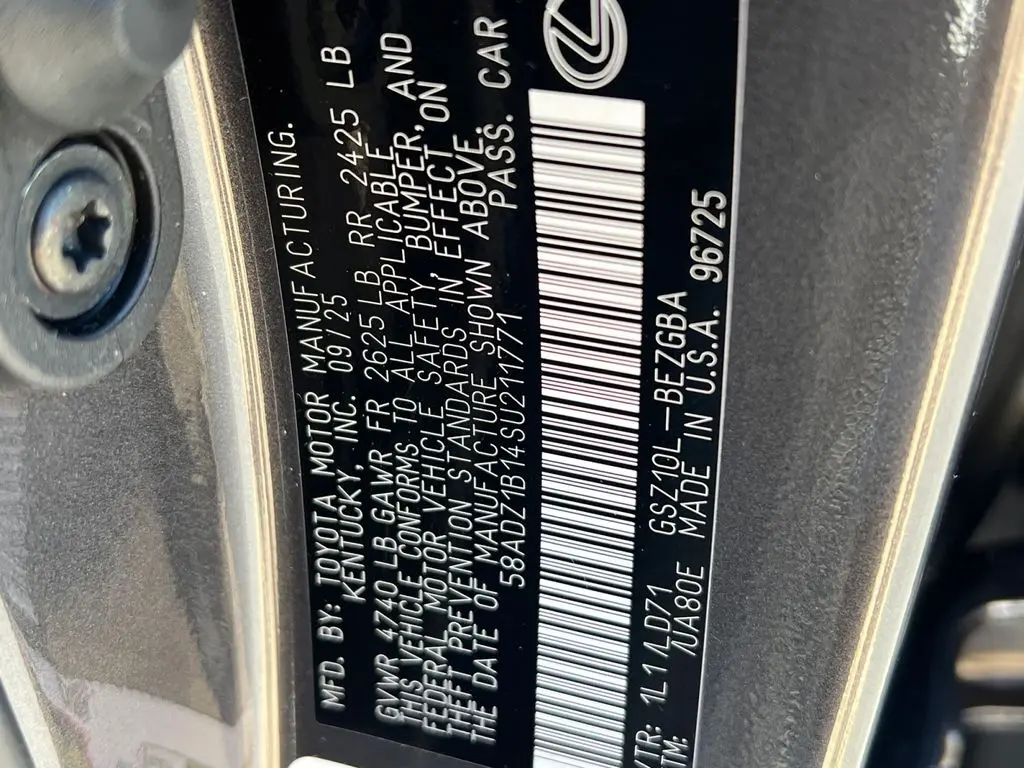 MFD. BY: TOYOTA MOTOR MANUFACTURING.
KENTUCKY, INC. 09/25
GVWR 4740 LB GAWR FR 2625 LB RR 2425 LB
THIS VEHICLE CONFORMS TO ALL APPLICABLE
FEDERAL MOTOR VEHICLE SAFETY, BUMPER, AND
THEFT PREVENTION STANDARDS IN EFFECT ON
THE DATE OF MANUFACTURE SHOWN ABOVE.
58ADZ1B14SU211771 PASS. CAR
/TR: 1L1 LD71 GSZ10L-BEZGBA
TM: UA80E MADE IN U.S.A. 96725